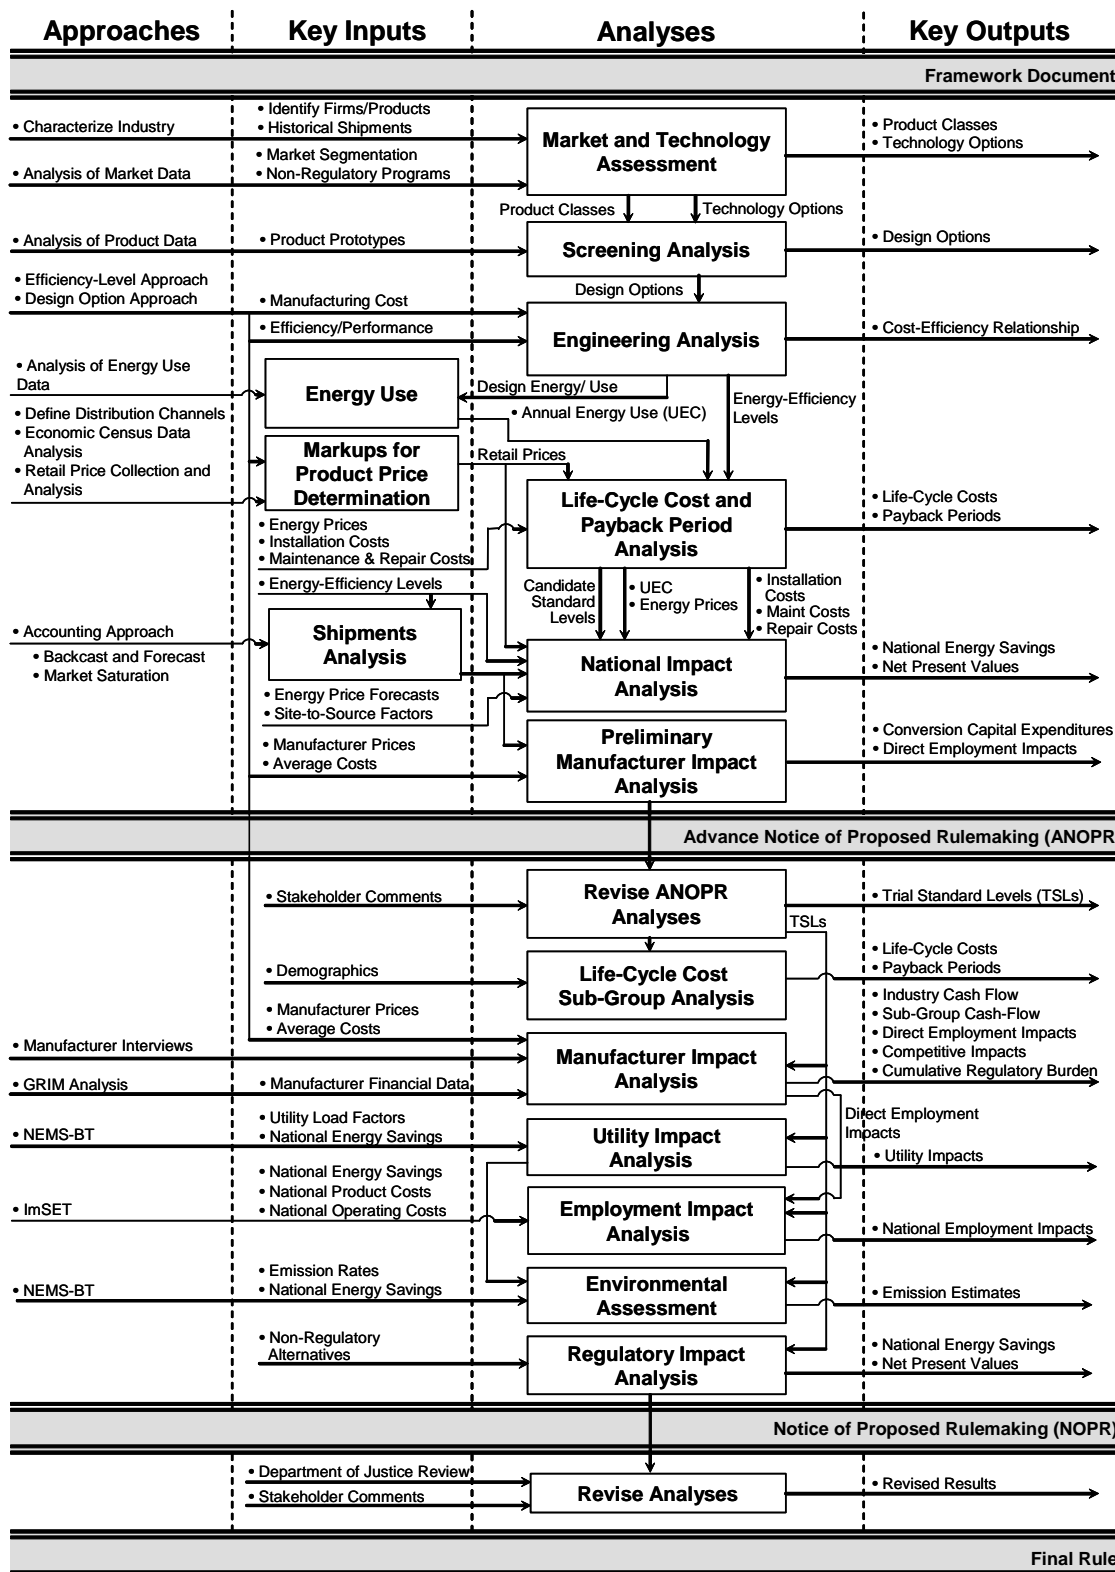 Approaches
Key Inputs
Analyses
Key Outputs
Framework Document
• Identify Firms/Products
• Characterize Industry
• Historical Shipments
Market and Technology
Assessment
• Product Classes
• Technology Options
• Market Segmentation
• Analysis of Market Data
• Non-Regulatory Programs
Product Classes
Technology Options
• Analysis of Product Data
• Product Prototypes
Screening Analysis
• Design Options
• Efficiency-Level Approach
• Design Option Approach
Design Options
• Manufacturing Cost
• Efficiency/Performance
Engineering Analysis
• Cost-Efficiency Relationship
• Analysis of Energy Use
Data
Energy Use
Design Energy/ Use
• Annual Energy Use (UEC)
Energy-Efficiency
Levels
• Define Distribution Channels
• Economic Census Data
Analysis
• Retail Price Collection and
Analysis
Markups for
Product Price
Determination
Retail Prices
Life-Cycle Cost and
Payback Period
Analysis
• Life-Cycle Costs
• Payback Periods
• Energy Prices
• Installation Costs
• Maintenance & Repair Costs
• Energy-Efficiency Levels
Candidate
Standard
Levels
• UEC
• Energy Prices
• Installation
Costs
• Maint Costs
• Repair Costs
• Accounting Approach
• Backcast and Forecast
• Market Saturation
Shipments
Analysis
National Impact
Analysis
• National Energy Savings
• Net Present Values
• Energy Price Forecasts
• Site-to-Source Factors
• Manufacturer Prices
• Average Costs
Preliminary
Manufacturer Impact
Analysis
• Conversion Capital Expenditures
• Direct Employment Impacts
Advance Notice of Proposed Rulemaking (ANOPR
• Stakeholder Comments
Revise ANOPR
Analyses
• Trial Standard Levels (TSLs)
TSLs
• Demographics
Life-Cycle Cost
Sub-Group Analysis
• Life-Cycle Costs
• Payback Periods
• Manufacturer Prices
• Average Costs
• Manufacturer Interviews
• GRIM Analysis
• Manufacturer Financial Data
Manufacturer Impact
Analysis
• Industry Cash Flow
• Sub-Group Cash-Flow
• Direct Employment Impacts
• Competitive Impacts
• Cumulative Regulatory Burden
Direct Employment
Impacts
• NEMS-BT
• Utility Load Factors
• National Energy Savings
Utility Impact
Analysis
• Utility Impacts
• ImSET
• National Energy Savings
• National Product Costs
• National Operating Costs
Employment Impact
Analysis
• National Employment Impacts
• NEMS-BT
• Emission Rates
• National Energy Savings
Environmental
Assessment
• Emission Estimates
• Non-Regulatory
Alternatives
Regulatory Impact
Analysis
• National Energy Savings
• Net Present Values
Notice of Proposed Rulemaking (NOPR)
• Department of Justice Review
• Stakeholder Comments
Revise Analyses
• Revised Results
Final Rule